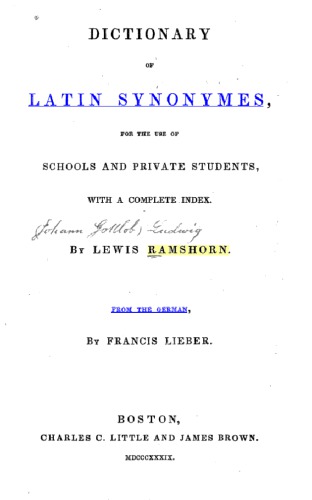 DICTIONARY
OF
LATIN SYNONYMES,
FOR THE USE OF
SCHOOLS AND PRIVATE STUDENTS,
WITH A COMPLETE INDEX.
Johann Gottlob) Ludwig
BY LEWIS RAMSHORN.
FROM THE GERMAN,
BY FRANCIS LIEBER.
BOSTON,
CHARLES C. LITTLE AND JAMES BROWN.
MDCCCXXXIX.